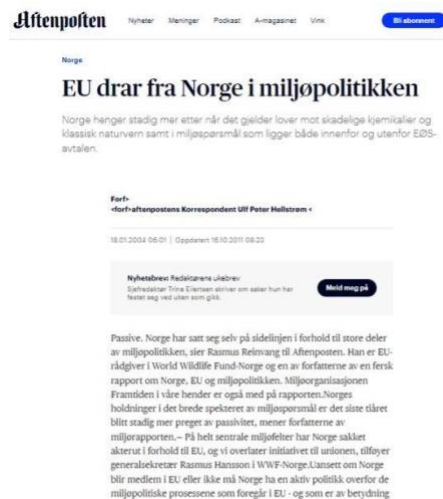 Aftenposten
Nyheter Meninger Podkast A-magasinet Vink
Bli abonnent
Norge
EU drar fra Norge i miljøpolitikken
Norge henger stadig mer etter når det gjelder lover mot skadelige kjemikalier og
klassisk naturvern samt i miljøspørsmål som ligger både innenfor og utenfor EØS-
avtalen.
Forf>
<forf>aftenpostens Korrespondent Ulf Peter Hellstrøm <
18.01.2004 06:01 | Oppdatert 16.10.2011 08:23
Nyhetsbrev: Redaktørens ukebrev
Sjefredaktør Trine Eilertsen skriver om saker hun har
festet seg ved uken som gikk.
Meld meg på
Passive. Norge har satt seg selv på sidelinjen i forhold til store deler
av miljøpolitikken, sier Rasmus Reinvang til Aftenposten. Han er EU-
rådgiver i World Wildlife Fund-Norge og en av forfatterne av en fersk
rapport om Norge, EU og miljøpolitikken. Miljøorganisasjonen
Framtiden i våre hender er også med på rapporten.Norges
holdninger i det brede spekteret av miljøspørsmål er det siste tiåret
blitt stadig mer preget av passivitet, mener forfatterne av
miljørapporten.– På helt sentrale miljøfelter har Norge sakket
akterut i forhold til EU, og vi overlater initiativet til unionen, tilføyer
generalsekretær Rasmus Hansson i WWF-Norge.Uansett om Norge
blir medlem i EU eller ikke må Norge ha en aktiv politikk overfor de
miljøpolitiske prosessene som foregår i EU - og som er av betydning